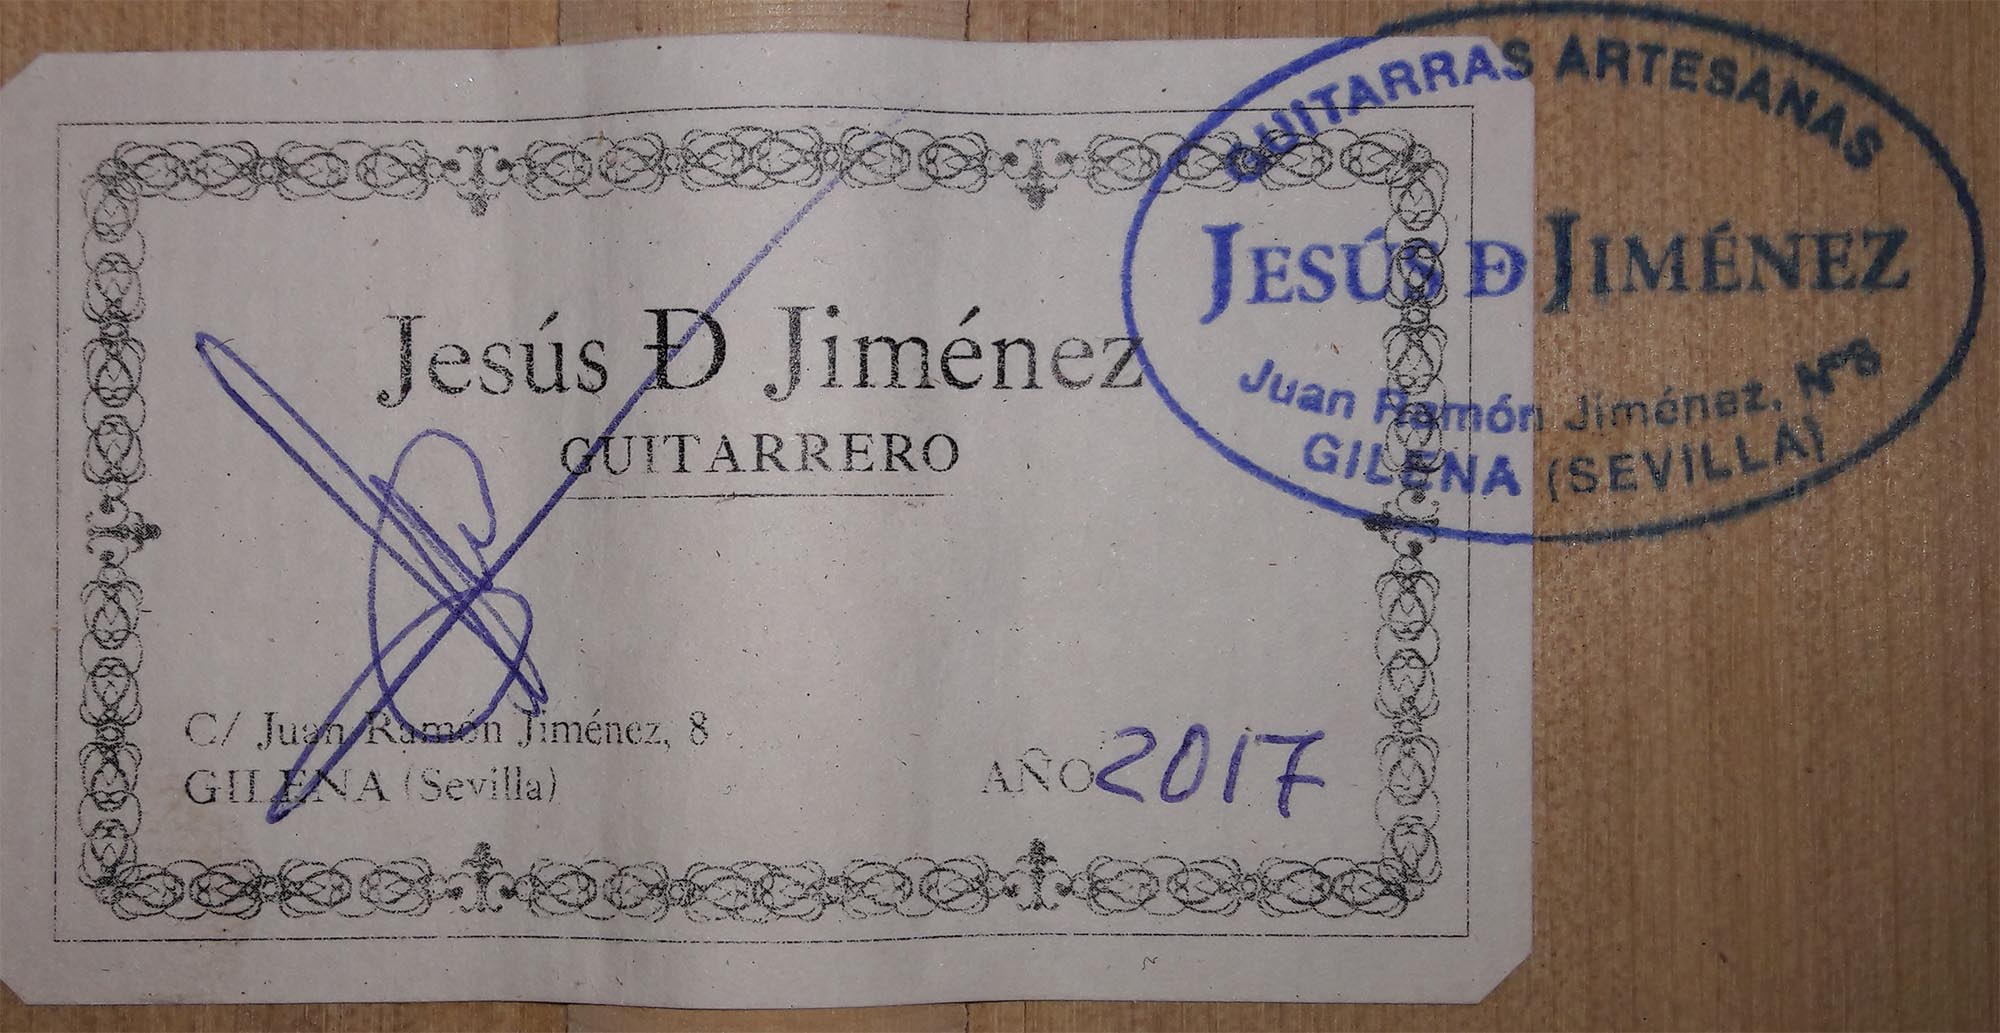 Jesús Đ Jiménez
GUITARRERO
C/ Juan Ramón Jiménez, 8
GILENA (Sevilla)
AÑO 2017
GUITARRAS ARTESANAS
JESÚS Đ JIMÉNEZ
Juan Ramón Jiménez, Nº8
GILENA (SEVILLA)